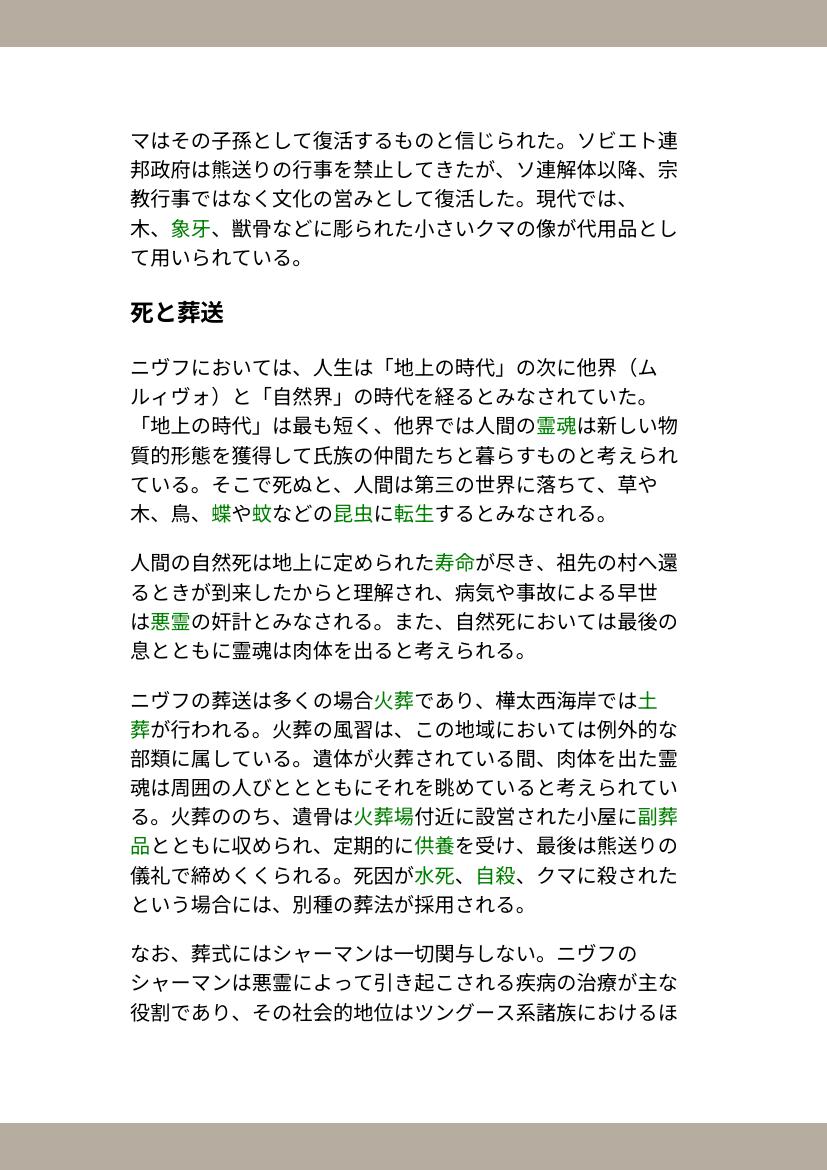 マはその子孫として復活するものと信じられた。ソビエト連
邦政府は熊送りの行事を禁止してきたが、ソ連解体以降、宗
教行事ではなく文化の営みとして復活した。現代では、
木、象牙、獣骨などに彫られた小さいクマの像が代用品とし
て用いられている。
死と葬送
ニヴフにおいては、人生は「地上の時代」の次に他界（ム
ルィヴォ）と「自然界」の時代を経るとみなされていた。
「地上の時代」は最も短く、他界では人間の霊魂は新しい物
質的形態を獲得して氏族の仲間たちと暮らすものと考えられ
ている。そこで死ぬと、人間は第三の世界に落ちて、草や
木、鳥、蝶や蚊などの昆虫に転生するとみなされる。
人間の自然死は地上に定められた寿命が尽き、祖先の村へ還
るときが到来したからと理解され、病気や事故による早世
は悪霊の奸計とみなされる。また、自然死においては最後の
息とともに霊魂は肉体を出ると考えられる。
ニヴフの葬送は多くの場合火葬であり、樺太西海岸では土
葬が行われる。火葬の風習は、この地域においては例外的な
部類に属している。遺体が火葬されている間、肉体を出た霊
魂は周囲の人びととともにそれを眺めていると考えられてい
る。火葬ののち、遺骨は火葬場付近に設営された小屋に副葬
品とともに収められ、定期的に供養を受け、最後は熊送りの
儀礼で締めくくられる。死因が水死、自殺、クマに殺された
という場合には、別種の葬法が採用される。
なお、葬式にはシャーマンは一切関与しない。ニヴフの
シャーマンは悪霊によって引き起こされる疾病の治療が主な
役割であり、その社会的地位はツングース系諸族におけるほ